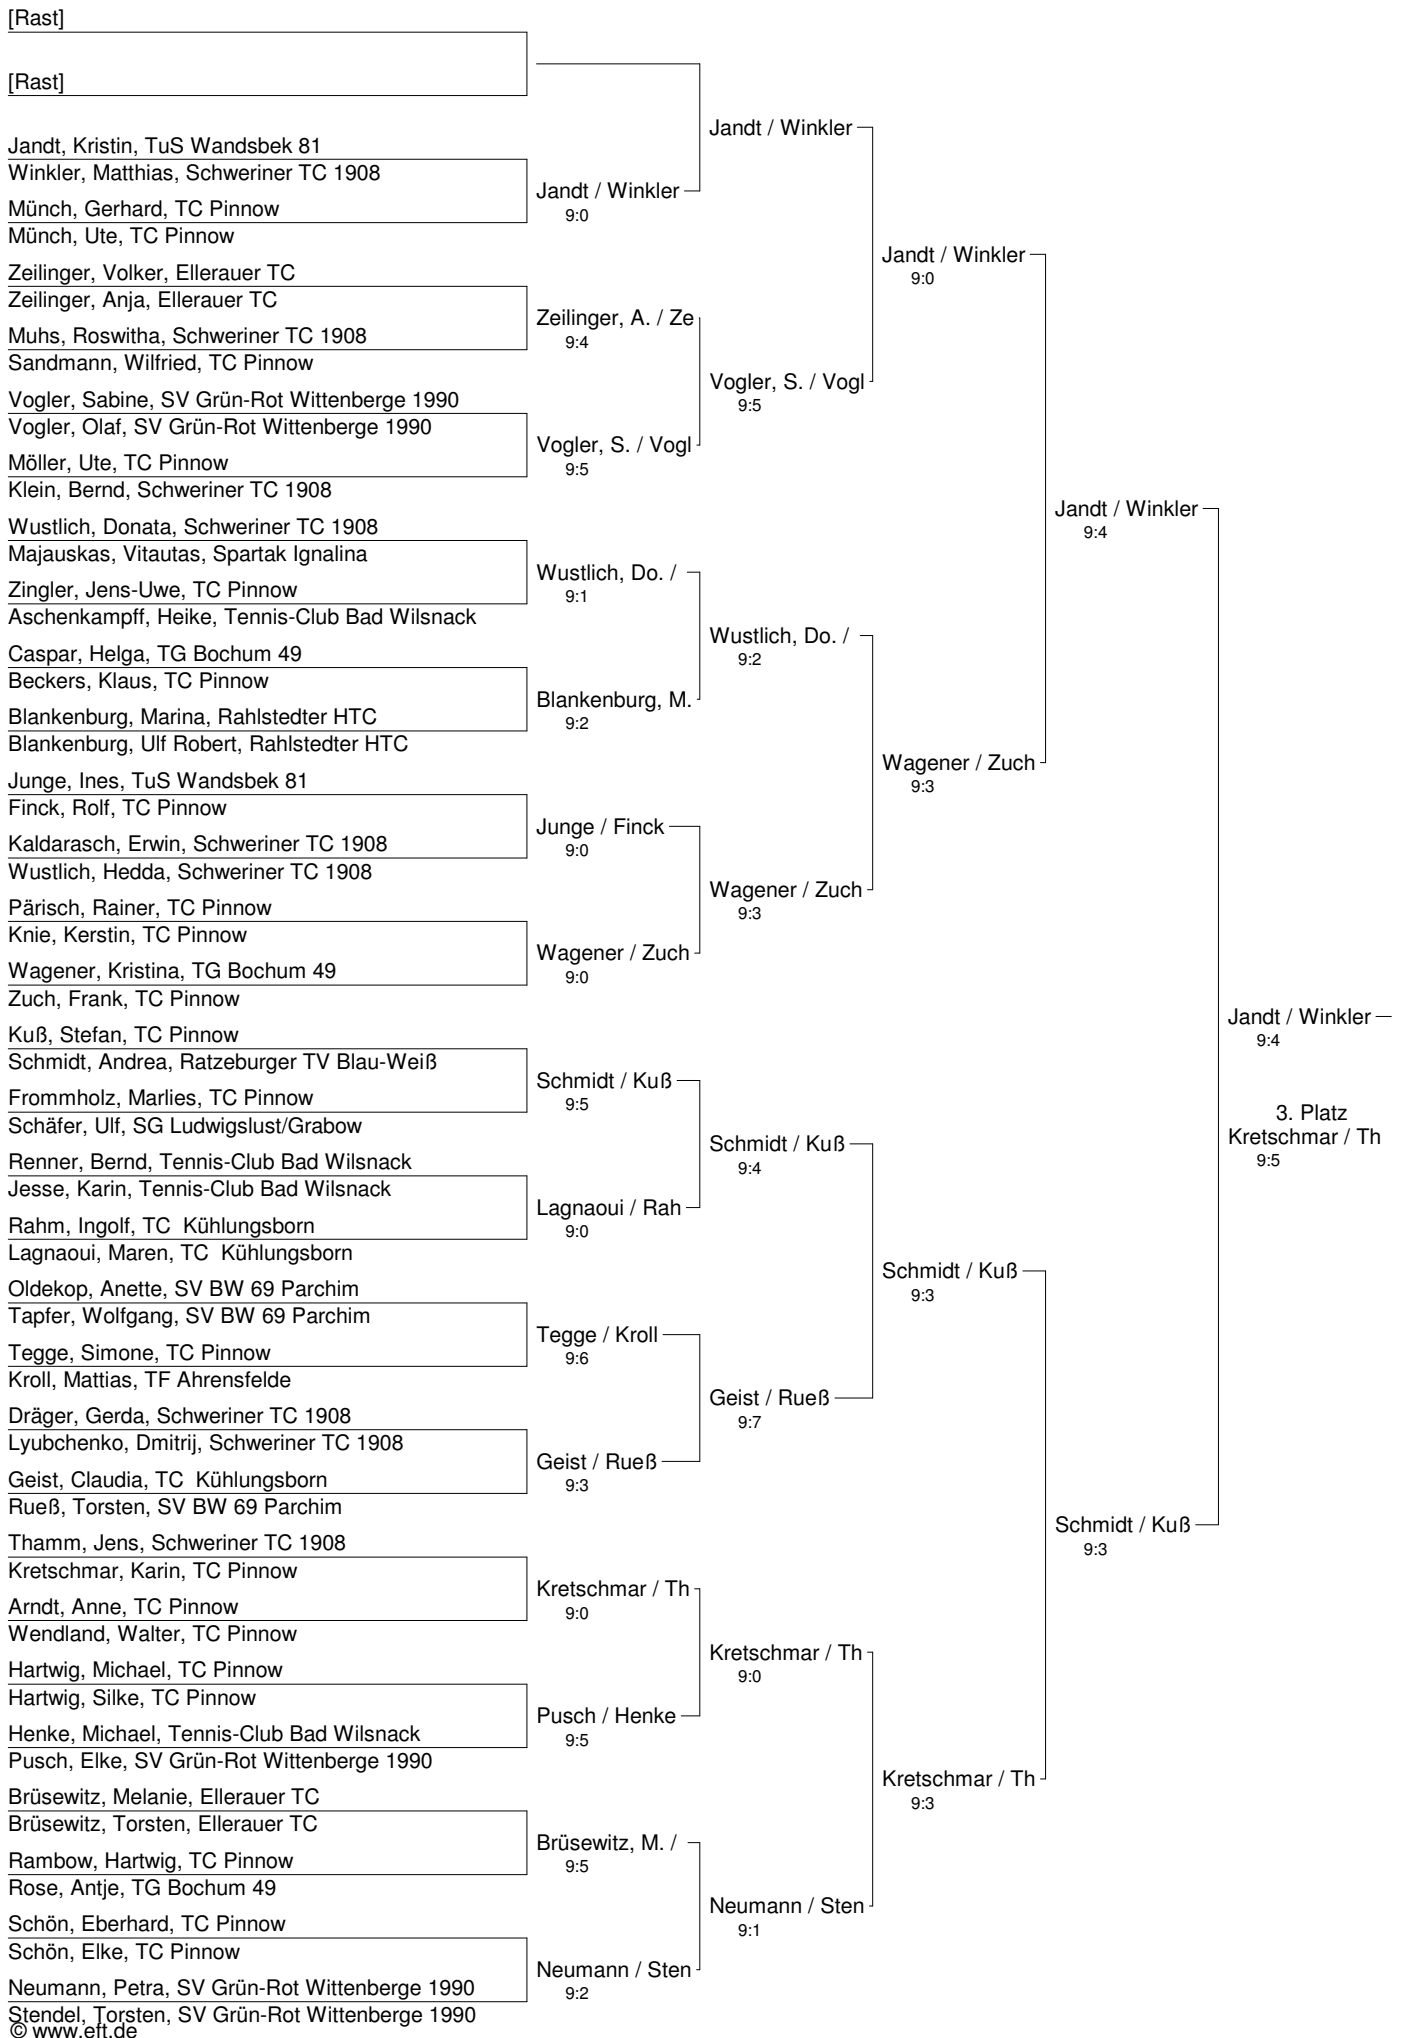 [Rast]
[Rast]
Jandt, Kristin, TuS Wandsbek 81
Winkler, Matthias, Schweriner TC 1908
Münch, Gerhard, TC Pinnow
Münch, Ute, TC Pinnow
Zeilinger, Volker, Ellerauer TC
Zeilinger, Anja, Ellerauer TC
Muhs, Roswitha, Schweriner TC 1908
Sandmann, Wilfried, TC Pinnow
Vogler, Sabine, SV Grün-Rot Wittenberge 1990
Vogler, Olaf, SV Grün-Rot Wittenberge 1990
Möller, Ute, TC Pinnow
Klein, Bernd, Schweriner TC 1908
Wustlich, Donata, Schweriner TC 1908
Majauskas, Vitautas, Spartak Ignalina
Zingler, Jens-Uwe, TC Pinnow
Aschenkampff, Heike, Tennis-Club Bad Wilsnack
Caspar, Helga, TG Bochum 49
Beckers, Klaus, TC Pinnow
Blankenburg, Marina, Rahlstedter HTC
Blankenburg, Ulf Robert, Rahlstedter HTC
Junge, Ines, TuS Wandsbek 81
Finck, Rolf, TC Pinnow
Kaldarasch, Erwin, Schweriner TC 1908
Wustlich, Hedda, Schweriner TC 1908
Pärisch, Rainer, TC Pinnow
Knie, Kerstin, TC Pinnow
Wagener, Kristina, TG Bochum 49
Zuch, Frank, TC Pinnow
Kuß, Stefan, TC Pinnow
Schmidt, Andrea, Ratzeburger TV Blau-Weiß
Frommholz, Marlies, TC Pinnow
Schäfer, Ulf, SG Ludwigslust/Grabow
Renner, Bernd, Tennis-Club Bad Wilsnack
Jesse, Karin, Tennis-Club Bad Wilsnack
Rahm, Ingolf, TC  Kühlungsborn
Lagnaoui, Maren, TC  Kühlungsborn
Oldekop, Anette, SV BW 69 Parchim
Tapfer, Wolfgang, SV BW 69 Parchim
Tegge, Simone, TC Pinnow
Kroll, Mattias, TF Ahrensfelde
Dräger, Gerda, Schweriner TC 1908
Lyubchenko, Dmitrij, Schweriner TC 1908
Geist, Claudia, TC  Kühlungsborn
Rueß, Torsten, SV BW 69 Parchim
Thamm, Jens, Schweriner TC 1908
Kretschmar, Karin, TC Pinnow
Arndt, Anne, TC Pinnow
Wendland, Walter, TC Pinnow
Hartwig, Michael, TC Pinnow
Hartwig, Silke, TC Pinnow
Henke, Michael, Tennis-Club Bad Wilsnack
Pusch, Elke, SV Grün-Rot Wittenberge 1990
Brüsewitz, Melanie, Ellerauer TC
Brüsewitz, Torsten, Ellerauer TC
Rambow, Hartwig, TC Pinnow
Rose, Antje, TG Bochum 49
Schön, Eberhard, TC Pinnow
Schön, Elke, TC Pinnow
Neumann, Petra, SV Grün-Rot Wittenberge 1990
Stendel, Torsten, SV Grün-Rot Wittenberge 1990
© www.eft.de
Jandt / Winkler
9:0
Zeilinger, A. / Ze
9:4
Vogler, S. / Vogl
9:5
Wustlich, Do. /
9:1
Blankenburg, M.
9:2
Junge / Finck
9:0
Wagener / Zuch
9:0
Schmidt / Kuß
9:5
Lagnaoui / Rah
9:0
Tegge / Kroll
9:6
Geist / Rueß
9:3
Kretschmar / Th
9:0
Pusch / Henke
9:5
Brüsewitz, M. /
9:5
Neumann / Sten
9:2
Jandt / Winkler
Vogler, S. / Vogl
9:5
Wustlich, Do. /
9:2
Wagener / Zuch
9:3
Schmidt / Kuß
9:4
Geist / Rueß
9:7
Kretschmar / Th
9:0
Neumann / Sten
9:1
Jandt / Winkler
9:0
Wagener / Zuch
9:3
Schmidt / Kuß
9:3
Kretschmar / Th
9:3
Jandt / Winkler
9:4
Schmidt / Kuß
9:3
Jandt / Winkler
9:4
3. Platz
Kretschmar / Th
9:5